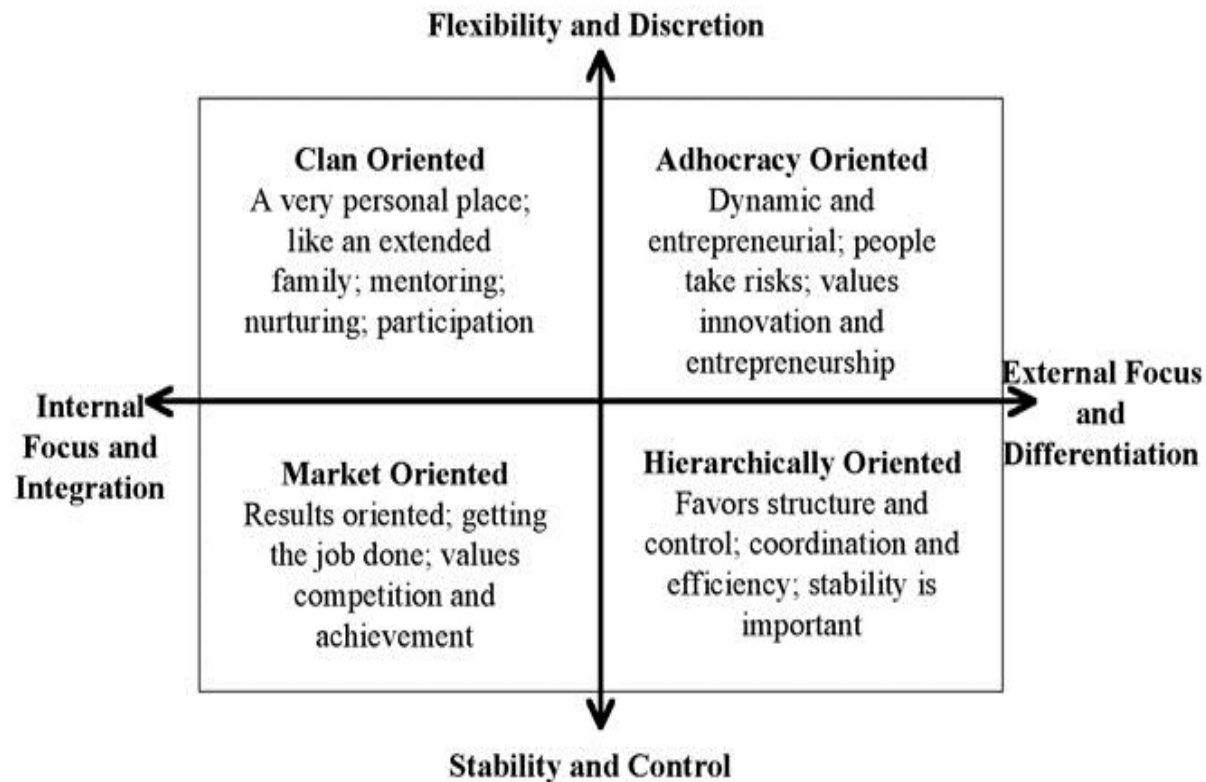 Flexibility and Discretion
Clan Oriented
A very personal place;
like an extended
family; mentoring;
nurturing; participation
Adhocracy Oriented
Dynamic and
entrepreneurial; people
take risks; values
innovation and
entrepreneurship
Internal
Focus and
Integration
External Focus
and
Differentiation
Market Oriented
Results oriented; getting
the job done; values
competition and
achievement
Hierarchically Oriented
Favors structure and
control; coordination and
efficiency; stability is
important
Stability and Control